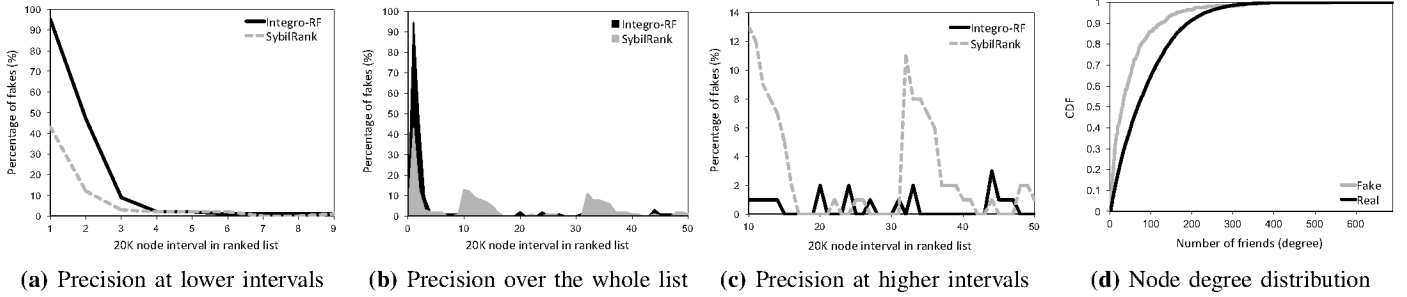 100
90
80
70
60
50
40
30
20
10
0
Percentage of fakes (%)
Integro-RF
SybilRank
1 2 3 4 5 6 7 8 9
20K node interval in ranked list
(a) Precision at lower intervals
100
90
80
70
60
50
40
30
20
10
0
Percentage of fakes (%)
Integro-RF
SybilRank
0 10 20 30 40 50
20K node interval in ranked list
(b) Precision over the whole list
14
12
10
8
6
4
2
0
Percentage of fakes (%)
Integro-RF
SybilRank
10 20 30 40 50
20K node interval in ranked list
(c) Precision at higher intervals
1
0.9
0.8
0.7
0.6
0.5
0.4
0.3
0.2
0.1
0
CDF
Fake
Real
0 100 200 300 400 500 600
Number of friends (degree)
(d) Node degree distribution